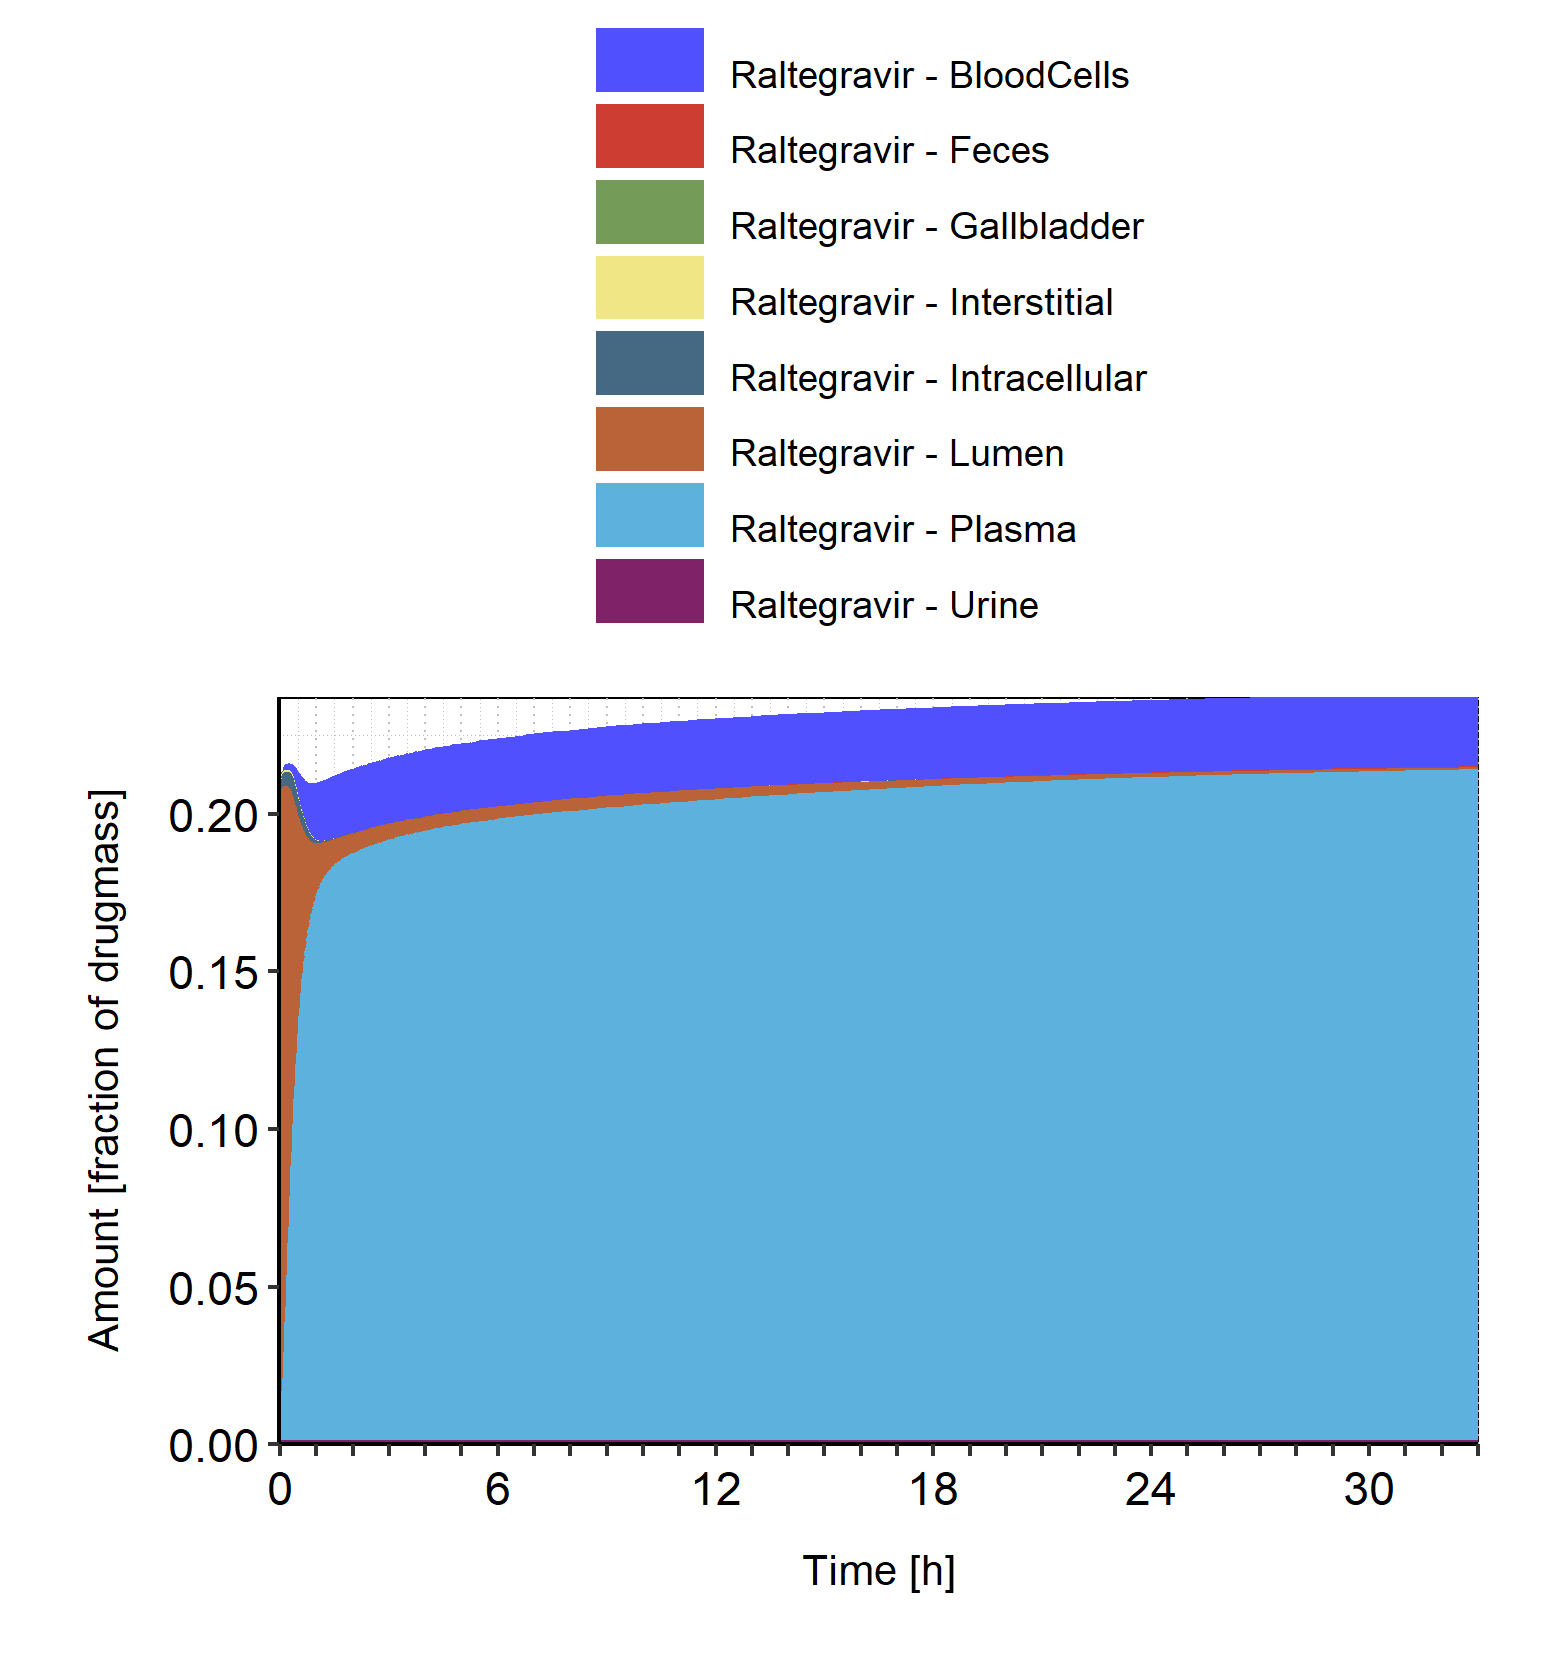 Raltegravir - BloodCells
Raltegravir - Feces
Raltegravir - Gallbladder
Raltegravir - Interstitial
Raltegravir - Intracellular
Raltegravir - Lumen
Raltegravir - Plasma
Raltegravir - Urine
Amount [fraction of drugmass]
0.20
0.15
0.10
0.05
0.00
0 6 12 18 24 30
Time [h]